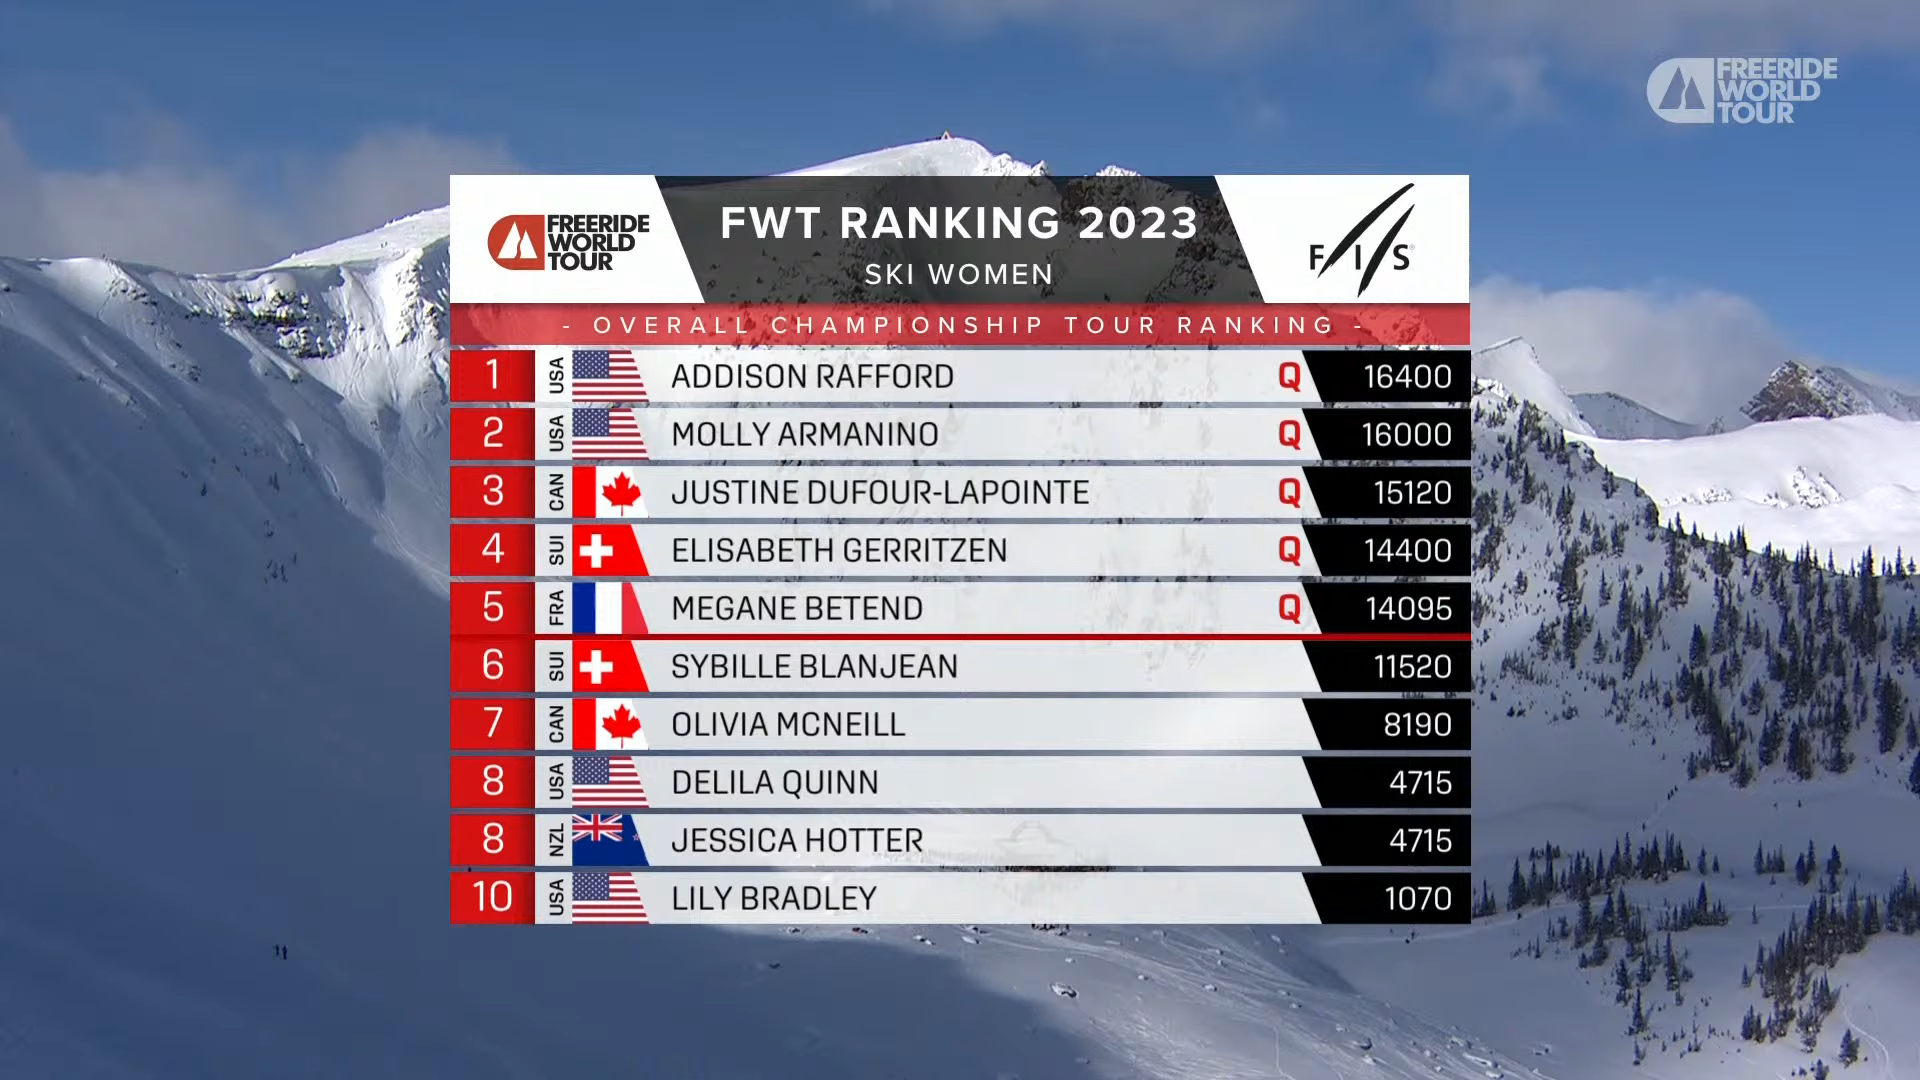 FREERIDE
WORLD
TOUR
FREERIDE
WORLD
TOUR
FWT RANKING 2023
SKI WOMEN
FIS
- OVERALL CHAMPIONSHIP TOUR RANKING -
1 USA ADDISON RAFFORD Q 16400
2 USA MOLLY ARMANINO Q 16000
3 CAN JUSTINE DUFOUR-LAPOINTE Q 15120
4 SUI ELISABETH GERRITZEN Q 14400
5 FRA MEGANE BETEND Q 14095
6 SUI SYBILLE BLANJEAN 11520
7 CAN OLIVIA MCNEILL 8190
8 USA DELILA QUINN 4715
8 NZL JESSICA HOTTER 4715
10 USA LILY BRADLEY 1070